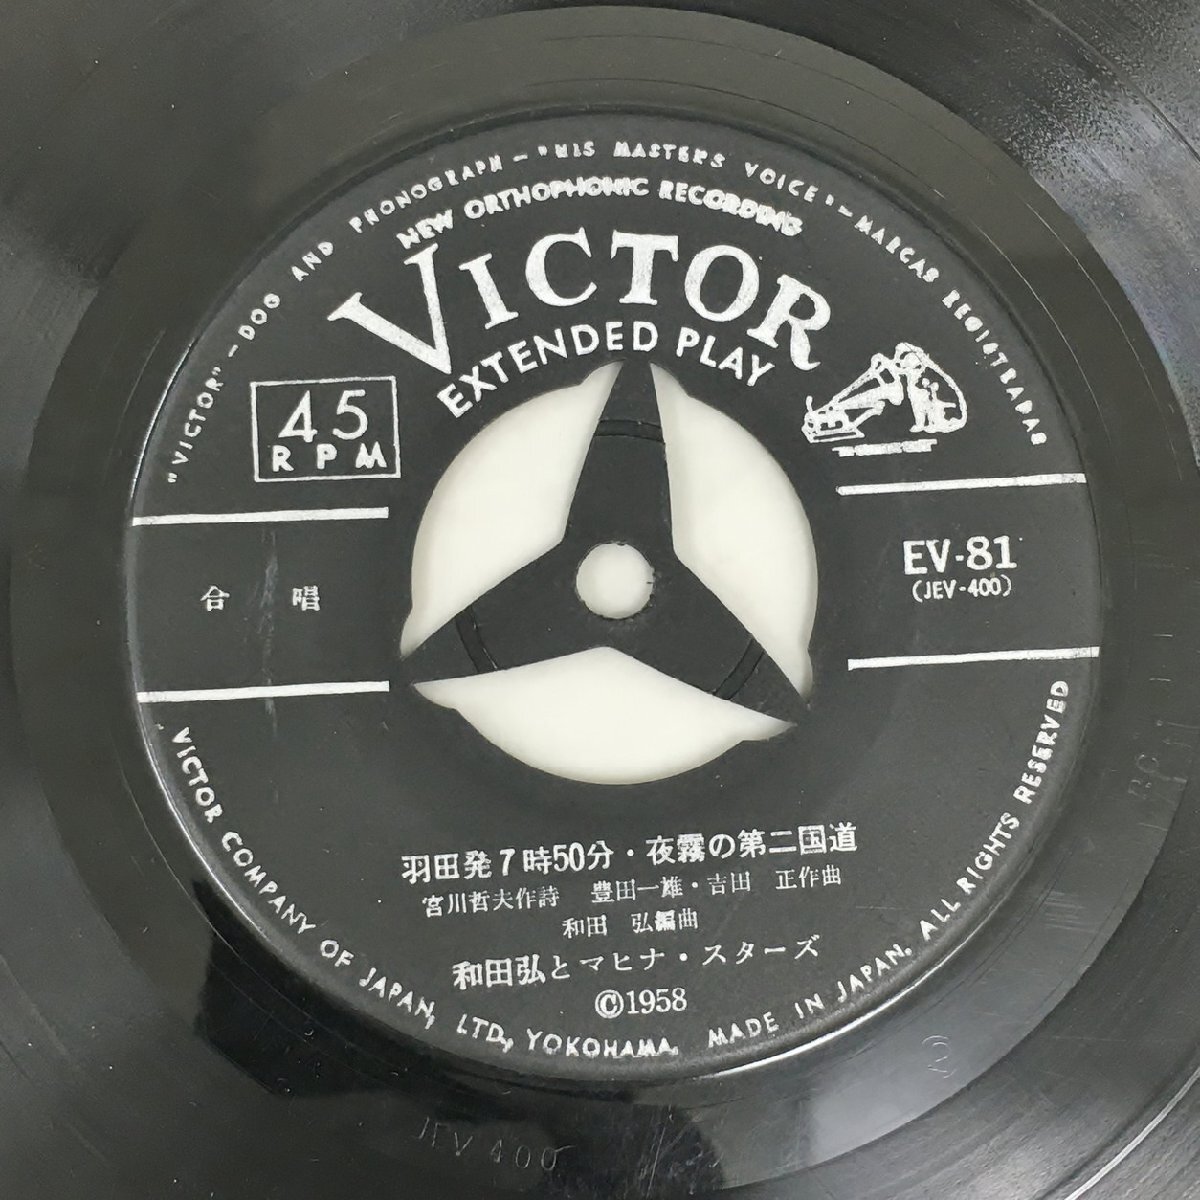 "VICTOR"–DOG AND PHONOGRAPH–"HIS MASTERS VOICE"–MARCAS REGISTRADAS
NEW ORTHOPHONIC RECORDING
VICTOR
EXTENDED PLAY
45
RPM
合唱
EV-81
(JEV-400)
羽田発7時50分・夜霧の第二国道
宮川哲夫作詩 豊田一雄・吉田 正作曲
和田 弘編曲
和田弘とマヒナ・スターズ
©1958
VICTOR COMPANY OF JAPAN, LTD., YOKOHAMA. MADE IN JAPAN. ALL RIGHTS RESERVED
2
JEV 400